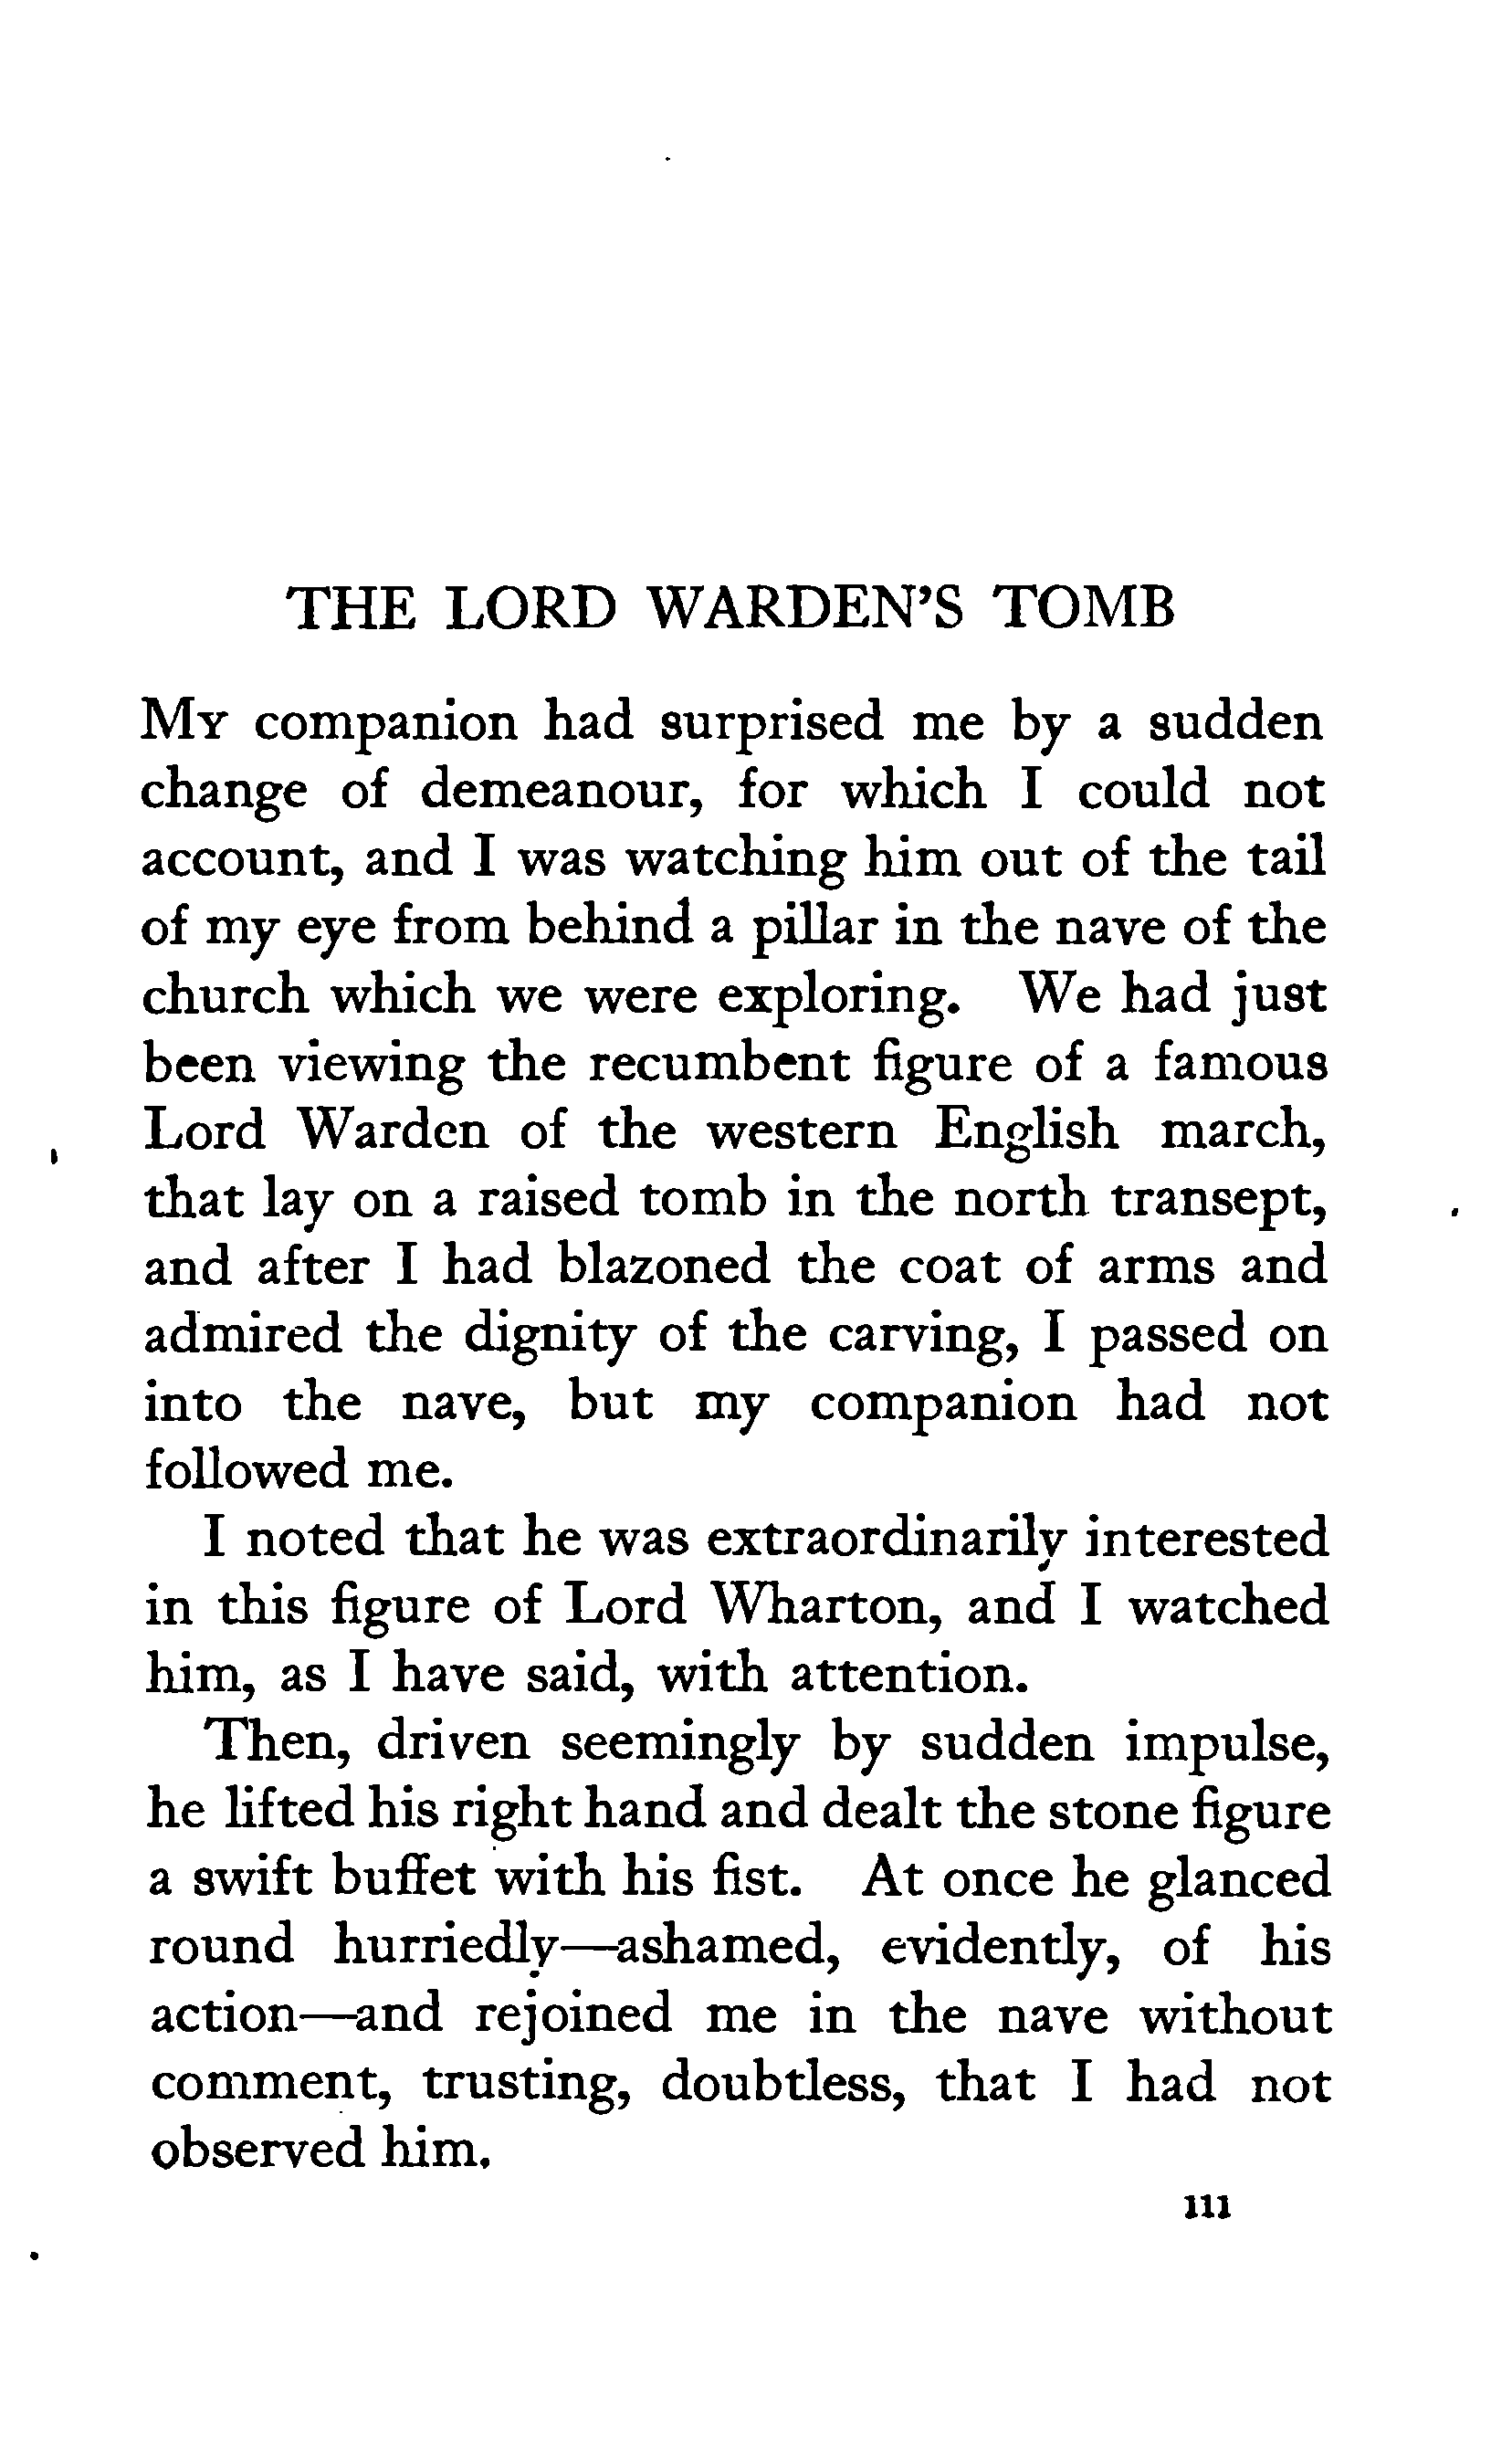 THE LORD WARDEN'S TOMB
My companion had surprised me by a sudden
change of demeanour, for which I could not
account, and I was watching him out of the tail
of my eye from behind a pillar in the nave of the
church which we were exploring. We had just
been viewing the recumbent figure of a famous
Lord Warden of the western English march,
that lay on a raised tomb in the north transept,
and after I had blazoned the coat of arms and
admired the dignity of the carving, I passed on
into the nave, but my companion had not
followed me.
I noted that he was extraordinarily interested
in this figure of Lord Wharton, and I watched
him, as I have said, with attention.
Then, driven seemingly by sudden impulse,
he lifted his right hand and dealt the stone figure
a swift buffet with his fist. At once he glanced
round hurriedly—ashamed, evidently, of his
action—and rejoined me in the nave without
comment, trusting, doubtless, that I had not
observed him.
111